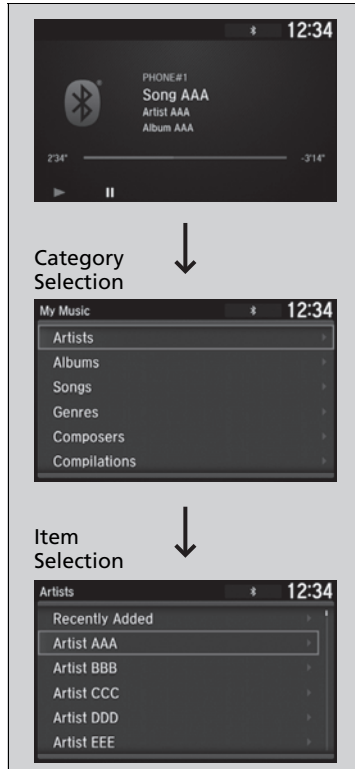 12:34
PHONE#1
Song AAA
Artist AAA
Album AAA
2'34" -3'14"
Category
Selection
My Music 12:34
Artists
Albums
Songs
Genres
Composers
Compilations
Item
Selection
Artists 12:34
Recently Added
Artist AAA
Artist BBB
Artist CCC
Artist DDD
Artist EEE